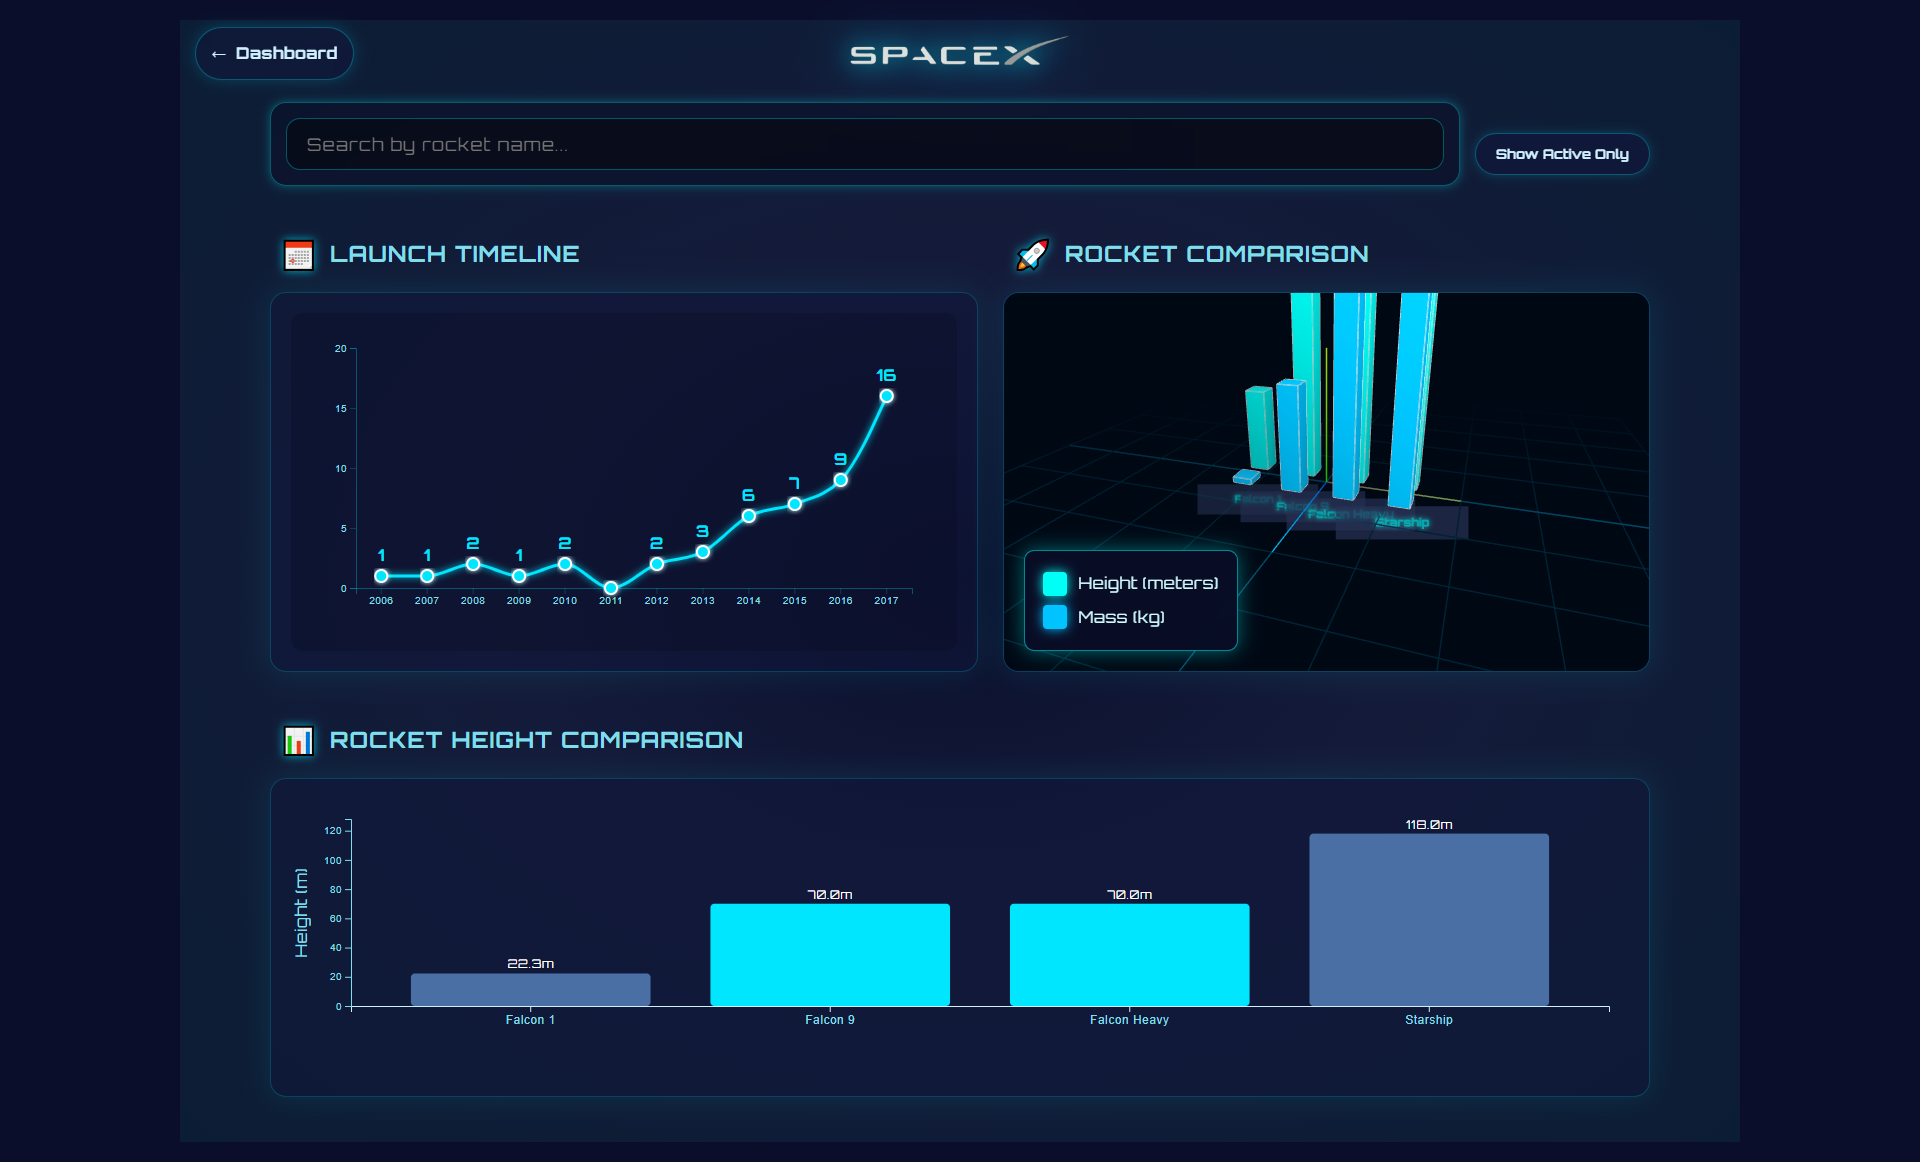 ← Dashboard
SPACEX
Search by rocket name...
Show Active Only
LAUNCH TIMELINE
20
15
10
5
0
1
1
2
1
2
2
3
6
7
9
16
2006
2007
2008
2009
2010
2011
2012
2013
2014
2015
2016
2017
ROCKET COMPARISON
Falcon
Falcon Heavy
Starship
Height (meters)
Mass (kg)
ROCKET HEIGHT COMPARISON
Height (m)
120
100
80
60
40
20
0
22.3m
70.0m
70.0m
118.0m
Falcon 1
Falcon 9
Falcon Heavy
Starship